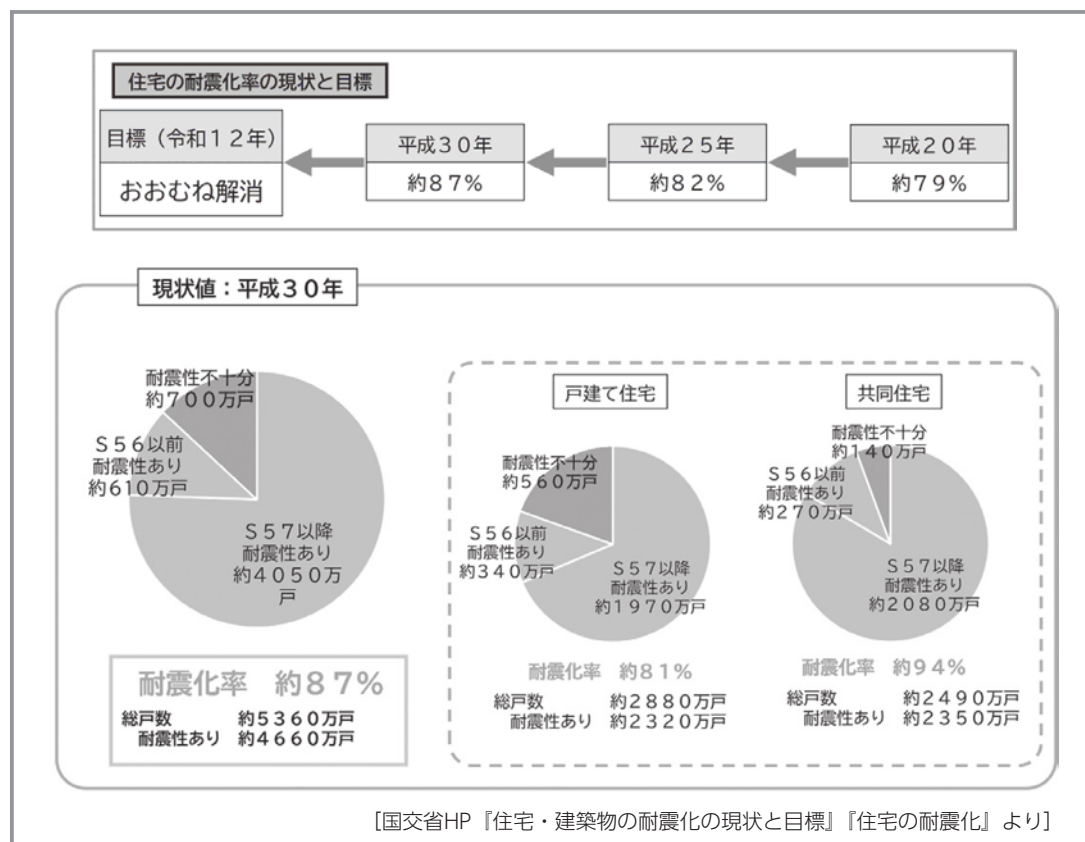 住宅の耐震化率の現状と目標
目標（令和１２年）
おおむね解消
平成３０年
約８７%
平成２５年
約８２%
平成２０年
約７９%
現状値：平成３０年
耐震性不十分
約７００万戸
Ｓ５６以前
耐震性あり
約６１０万戸
Ｓ５７以降
耐震性あり
約４０５０万
戸
耐震化率　約８７%
総戸数　約５３６０万戸
耐震性あり　約４６６０万戸
戸建て住宅
耐震性不十分
約５６０万戸
Ｓ５６以前
耐震性あり
約３４０万戸
Ｓ５７以降
耐震性あり
約１９７０万戸
耐震化率　約８１%
総戸数　約２８８０万戸
耐震性あり　約２３２０万戸
共同住宅
耐震性不十分
約１４０万戸
Ｓ５６以前
耐震性あり
約２７０万戸
Ｓ５７以降
耐震性あり
約２０８０万戸
耐震化率　約９４%
総戸数　約２４９０万戸
耐震性あり　約２３５０万戸
[国交省HP『住宅・建築物の耐震化の現状と目標』『住宅の耐震化』より]